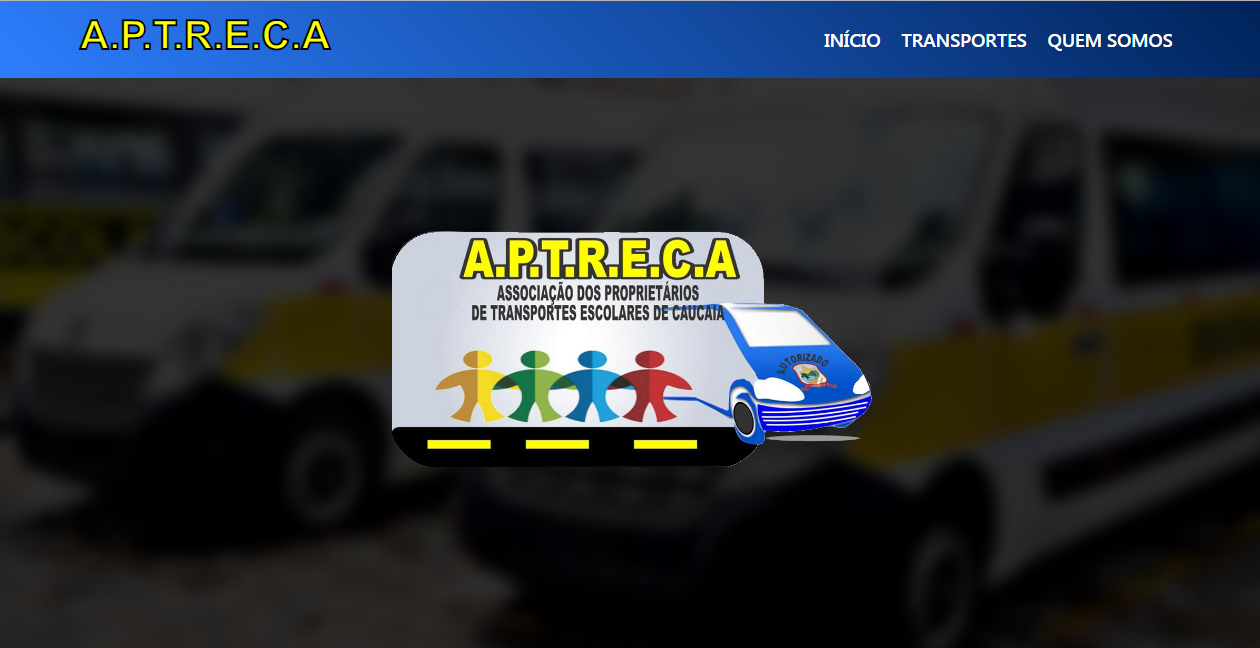 A.P.T.R.E.C.A
INÍCIO TRANSPORTES QUEM SOMOS
A.P.T.R.E.C.A
ASSOCIAÇÃO DOS PROPRIETÁRIOS
DE TRANSPORTES ESCOLARES DE CAUCAIA
AUTORIZADO